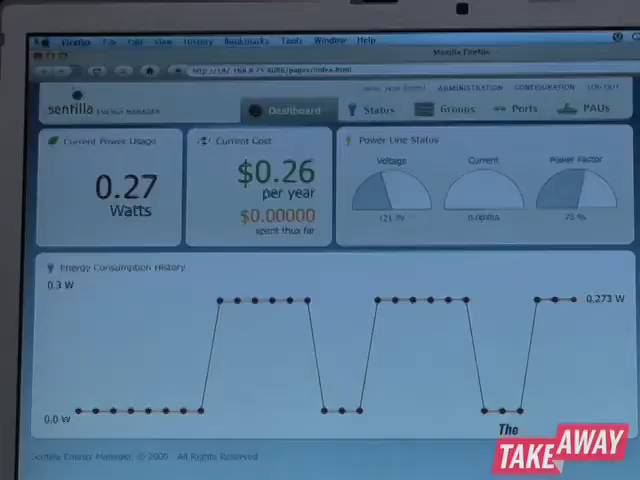 Firefox File Edit View History Bookmarks Tools Window Help
Mozilla Firefox
ADMINISTRATION CONFIGURATION LOG-OUT
sentilla ENERGY MANAGER
Dashboard Status Groups Ports PAUs
Current Power Usage
0.27
Watts
Current Cost
$0.26
per year
$0.00000
spent thus far
Power Line Status
Voltage Current Power Factor
Energy Consumption History
0.3 W
0.273 W
0.0 W
Sentilla Energy Manager, © 2009 All Rights Reserved
The
TAKE AWAY